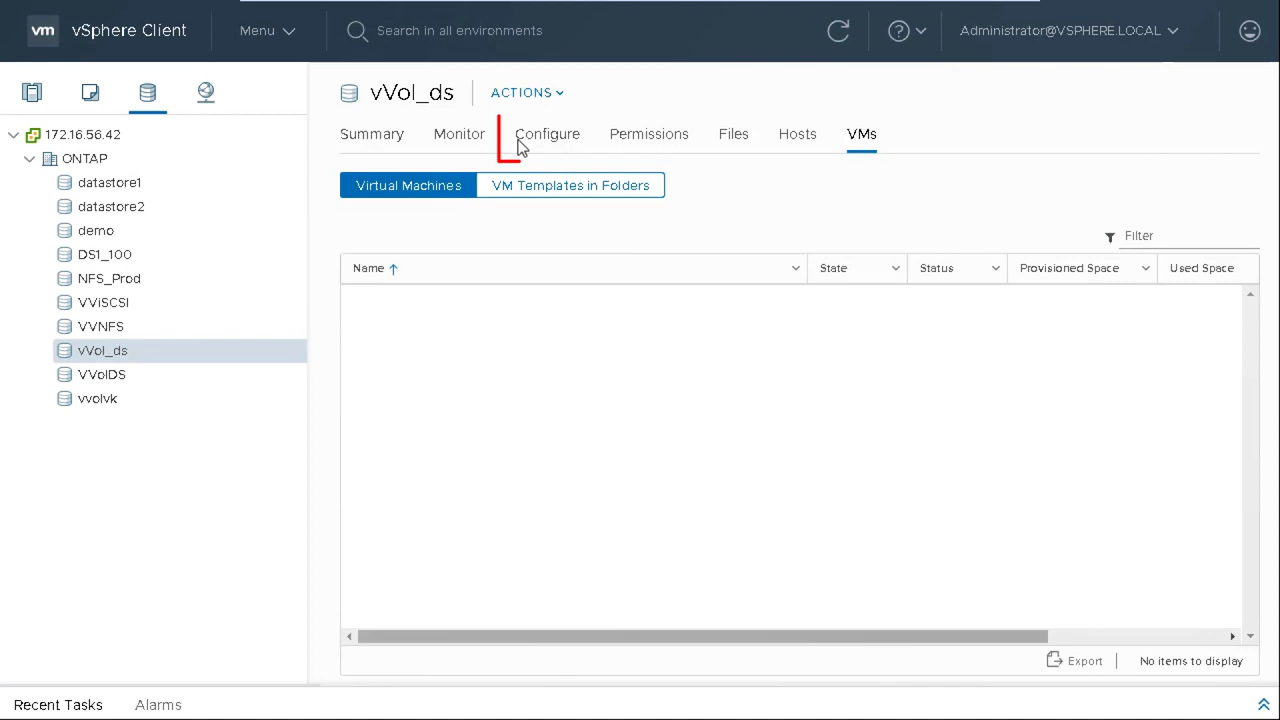 vm vSphere Client Menu Search in all environments Administrator@VSPHERE.LOCAL
vVol_ds ACTIONS
Summary Monitor Configure Permissions Files Hosts VMs
172.16.56.42
ONTAP
datastore1
datastore2
demo
DS1_100
NFS_Prod
VViSCSI
VVNFS
vVol_ds
VVolDS
vvolvk
Virtual Machines VM Templates in Folders
Filter
Name State Status Provisioned Space Used Space
Export No items to display
Recent Tasks Alarms